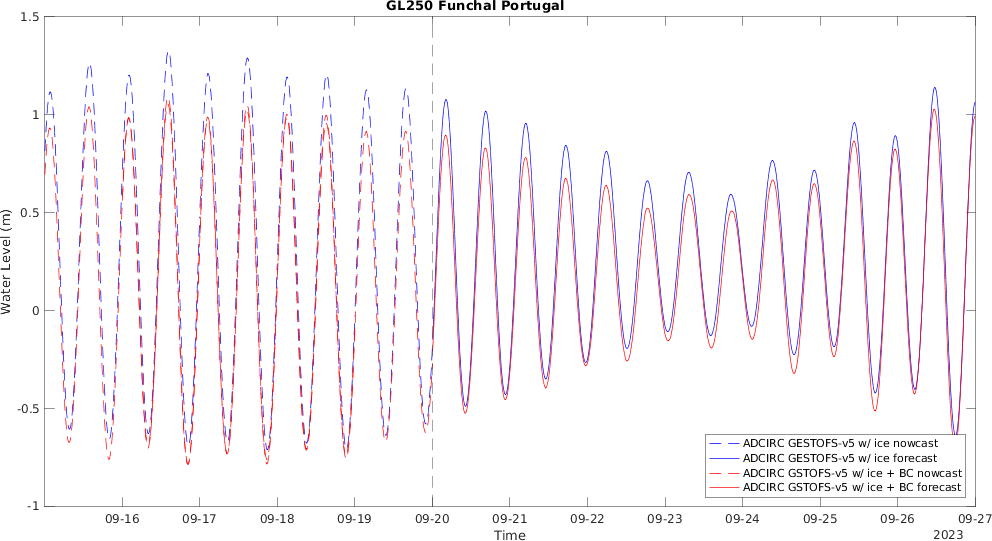 GL250 Funchal Portugal
Water Level (m)
1.5
1
0.5
0
-0.5
-1
ADCIRC GESTOFS-v5 w/ ice nowcast
ADCIRC GESTOFS-v5 w/ ice forecast
ADCIRC GSTOFS-v5 w/ ice + BC nowcast
ADCIRC GSTOFS-v5 w/ ice + BC forecast
09-16 09-17 09-18 09-19 09-20 09-21 09-22 09-23 09-24 09-25 09-26 09-27
Time
2023